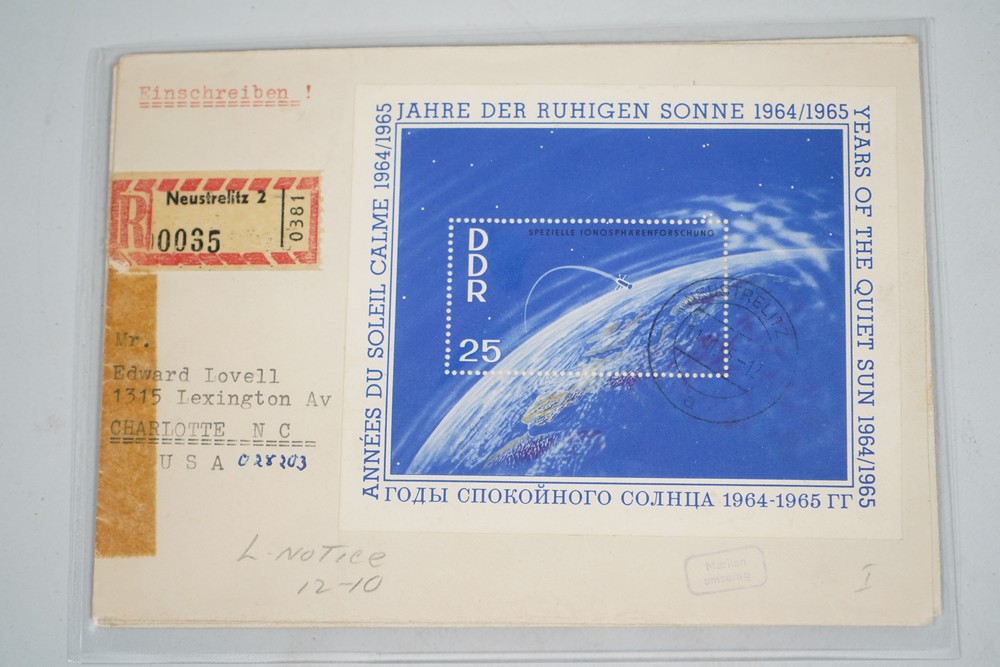 Einschreiben !
R
Neustrelitz 2
0035
0381
Mr.
Edward Lovell
1315 Lexington Av
CHARLOTTE N C
U S A 028203
L-NOTICE
12-10
JAHRE DER RUHIGEN SONNE 1964/1965
ANNÉES DU SOLEIL CALME 1964/1965
YEARS OF THE QUIET SUN 1964/1965
ГОДЫ СПОКОЙНОГО СОЛНЦА 1964-1965 ГГ
SPEZIELLE IONOSPHÄRENFORSCHUNG
DDR
25
NEUSTRELITZ
a
I